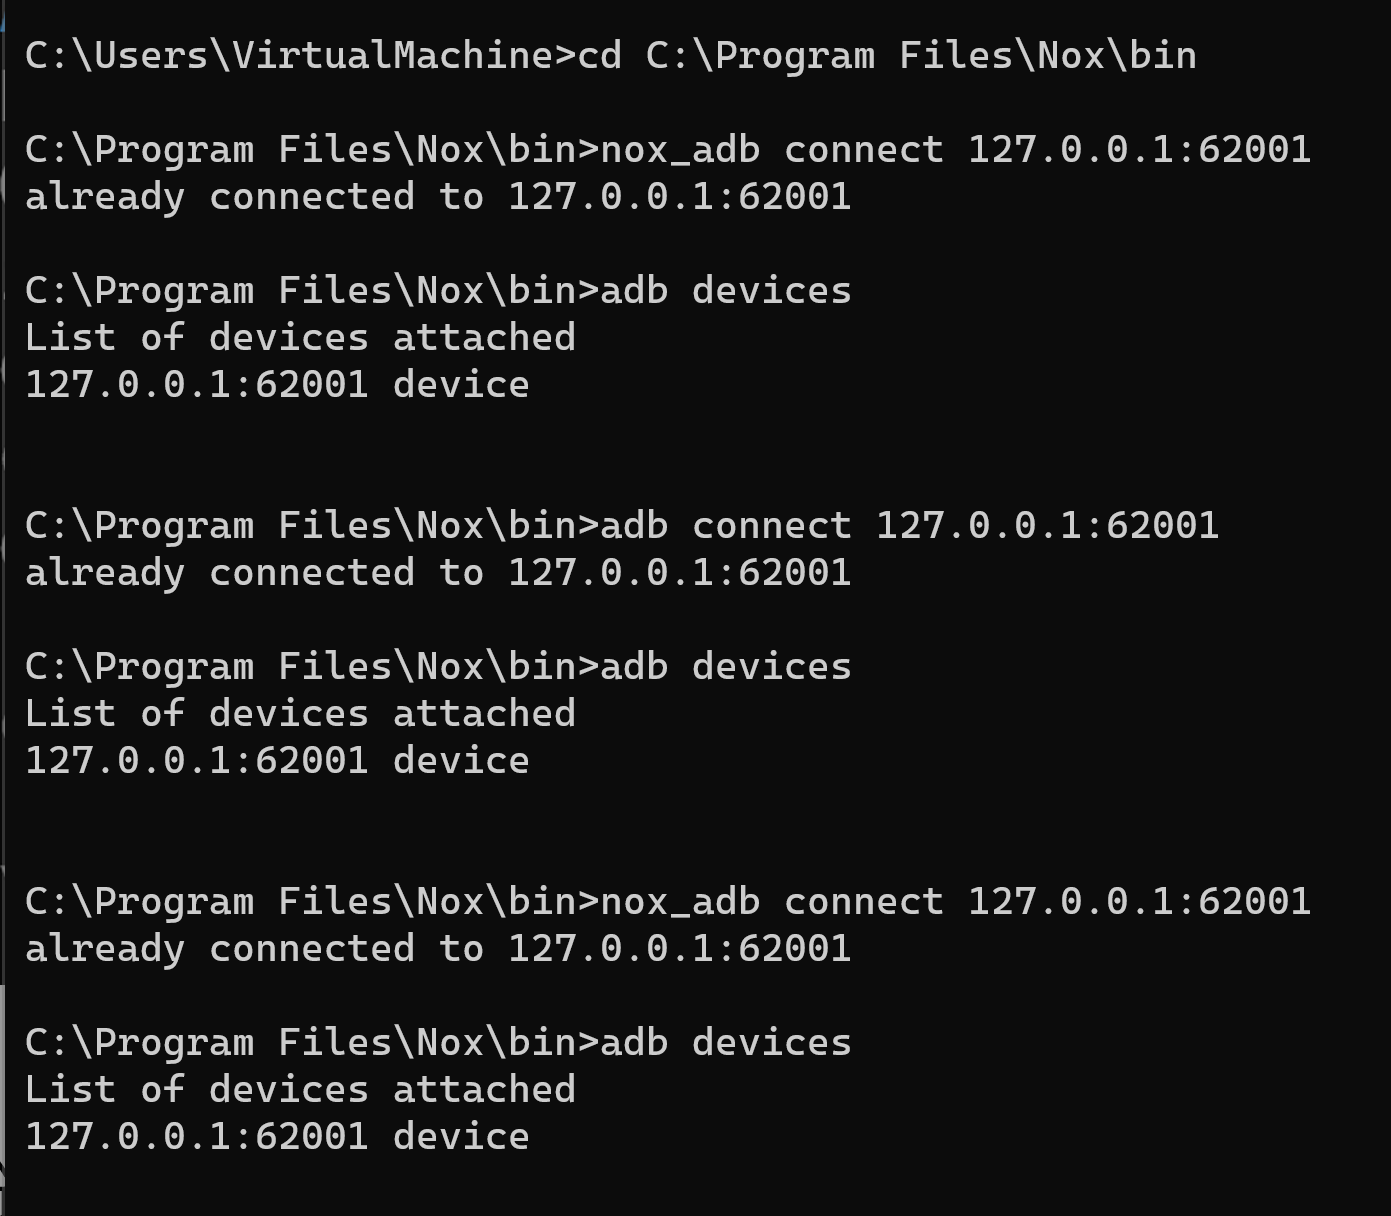 C:\Users\VirtualMachine>cd C:\Program Files\Nox\bin
C:\Program Files\Nox\bin>nox_adb connect 127.0.0.1:62001
already connected to 127.0.0.1:62001
C:\Program Files\Nox\bin>adb devices
List of devices attached
127.0.0.1:62001 device
C:\Program Files\Nox\bin>adb connect 127.0.0.1:62001
already connected to 127.0.0.1:62001
C:\Program Files\Nox\bin>adb devices
List of devices attached
127.0.0.1:62001 device
C:\Program Files\Nox\bin>nox_adb connect 127.0.0.1:62001
already connected to 127.0.0.1:62001
C:\Program Files\Nox\bin>adb devices
List of devices attached
127.0.0.1:62001 device